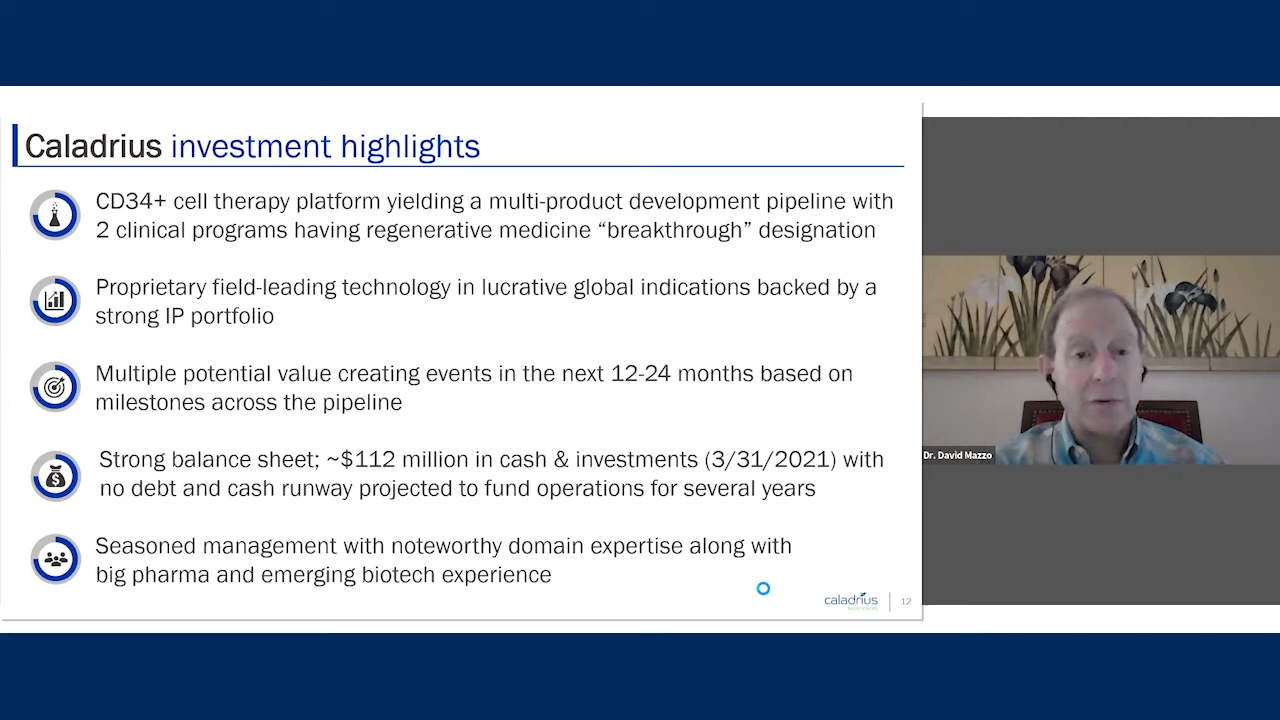 Caladrius investment highlights
CD34+ cell therapy platform yielding a multi-product development pipeline with
2 clinical programs having regenerative medicine “breakthrough” designation
Proprietary field-leading technology in lucrative global indications backed by a
strong IP portfolio
Multiple potential value creating events in the next 12-24 months based on
milestones across the pipeline
Strong balance sheet; ~$112 million in cash & investments (3/31/2021) with
no debt and cash runway projected to fund operations for several years
Seasoned management with noteworthy domain expertise along with
big pharma and emerging biotech experience
caladrius
12
Dr. David Mazzo